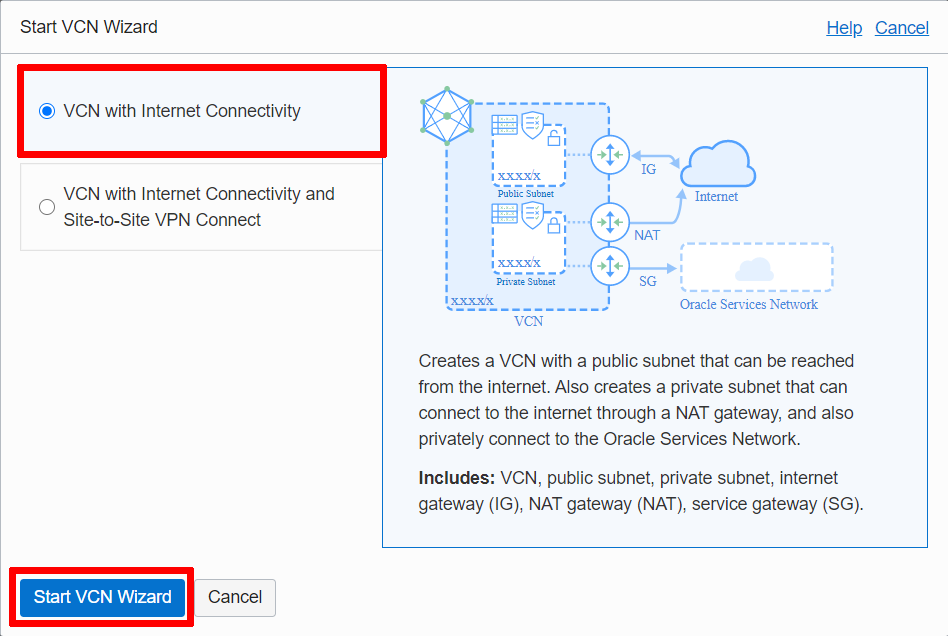 Start VCN Wizard
Help Cancel
VCN with Internet Connectivity
VCN with Internet Connectivity and
Site-to-Site VPN Connect
xxxx/x
Public Subnet
IG
Internet
NAT
xxxx/x
Private Subnet
SG
xxxx/x
VCN
Oracle Services Network
Creates a VCN with a public subnet that can be reached
from the internet. Also creates a private subnet that can
connect to the internet through a NAT gateway, and also
privately connect to the Oracle Services Network.
Includes: VCN, public subnet, private subnet, internet
gateway (IG), NAT gateway (NAT), service gateway (SG).
Start VCN Wizard
Cancel